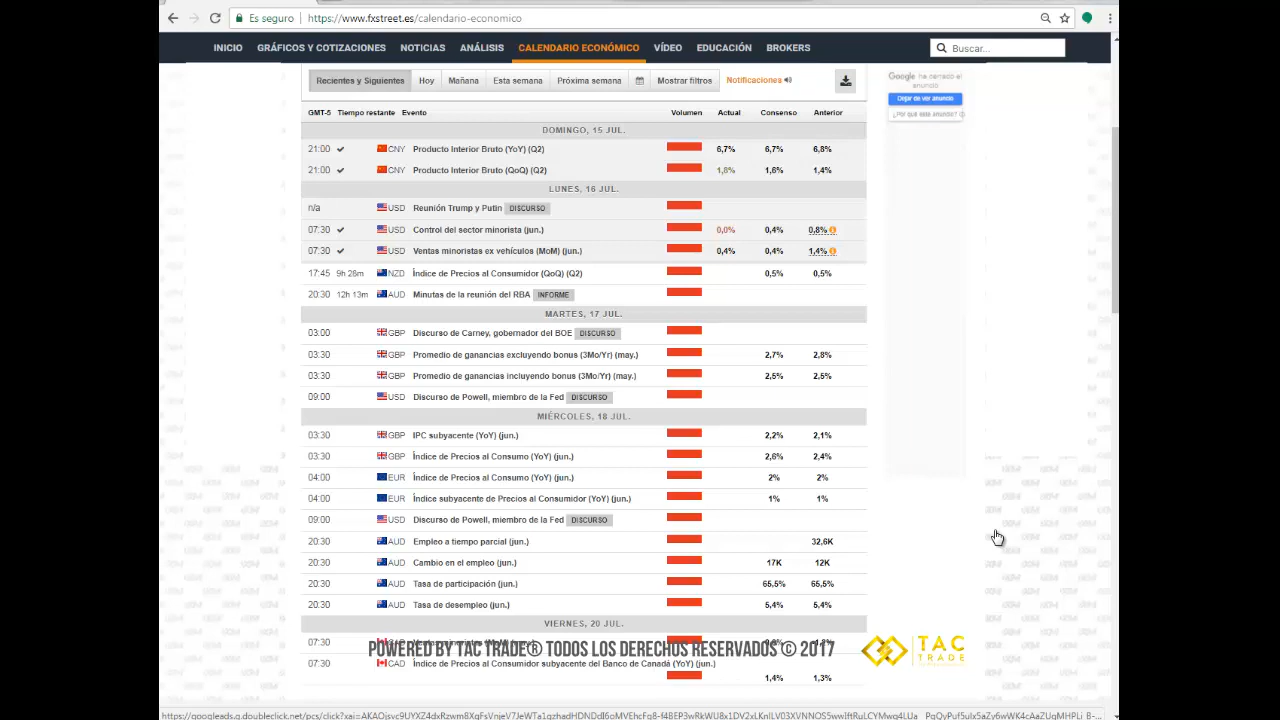 Es seguro https://www.fxstreet.es/calendario-economico
INICIO GRÁFICOS Y COTIZACIONES NOTICIAS ANÁLISIS CALENDARIO ECONÓMICO VÍDEO EDUCACIÓN BROKERS Buscar...
Recientes y Siguientes Hoy Mañana Esta semana Próxima semana Mostrar filtros Notificaciones
Google ha cerrado el anuncio
Dejar de ver anuncio
¿Por qué este anuncio?
GMT-5 Tiempo restante Evento Volumen Actual Consenso Anterior
DOMINGO, 15 JUL.
21:00 CNY Producto Interior Bruto (YoY) (Q2) 6,7% 6,7% 6,8%
21:00 CNY Producto Interior Bruto (QoQ) (Q2) 1,8% 1,6% 1,4%
LUNES, 16 JUL.
n/a USD Reunión Trump y Putin DISCURSO
07:30 USD Control del sector minorista (jun.) 0,0% 0,4% 0,8%
07:30 USD Ventas minoristas ex vehículos (MoM) (jun.) 0,4% 0,4% 1,4%
17:45 9h 28m NZD Índice de Precios al Consumidor (QoQ) (Q2) 0,5% 0,5%
20:30 12h 13m AUD Minutas de la reunión del RBA INFORME
MARTES, 17 JUL.
03:00 GBP Discurso de Carney, gobernador del BOE DISCURSO
03:30 GBP Promedio de ganancias excluyendo bonus (3Mo/Yr) (may.) 2,7% 2,8%
03:30 GBP Promedio de ganancias incluyendo bonus (3Mo/Yr) (may.) 2,5% 2,5%
09:00 USD Discurso de Powell, miembro de la Fed DISCURSO
MIÉRCOLES, 18 JUL.
03:30 GBP IPC subyacente (YoY) (jun.) 2,2% 2,1%
03:30 GBP Índice de Precios al Consumo (YoY) (jun.) 2,6% 2,4%
04:00 EUR Índice de Precios al Consumo (YoY) (jun.) 2% 2%
04:00 EUR Índice subyacente de Precios al Consumidor (YoY) (jun.) 1% 1%
09:00 USD Discurso de Powell, miembro de la Fed DISCURSO
20:30 AUD Empleo a tiempo parcial (jun.) 32,6K
20:30 AUD Cambio en el empleo (jun.) 17K 12K
20:30 AUD Tasa de participación (jun.) 65,5% 65,5%
20:30 AUD Tasa de desempleo (jun.) 5,4% 5,4%
VIERNES, 20 JUL.
07:30 CAD
POWERED BY TAC TRADE® TODOS LOS DERECHOS RESERVADOS © 2017 TAC TRADE
07:30 CAD Índice de Precios al Consumidor subyacente del Banco de Canadá (YoY) (jun.)
1,4% 1,3%